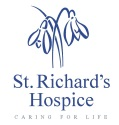 St. Richard's
Hospice
CARING FOR LIFE